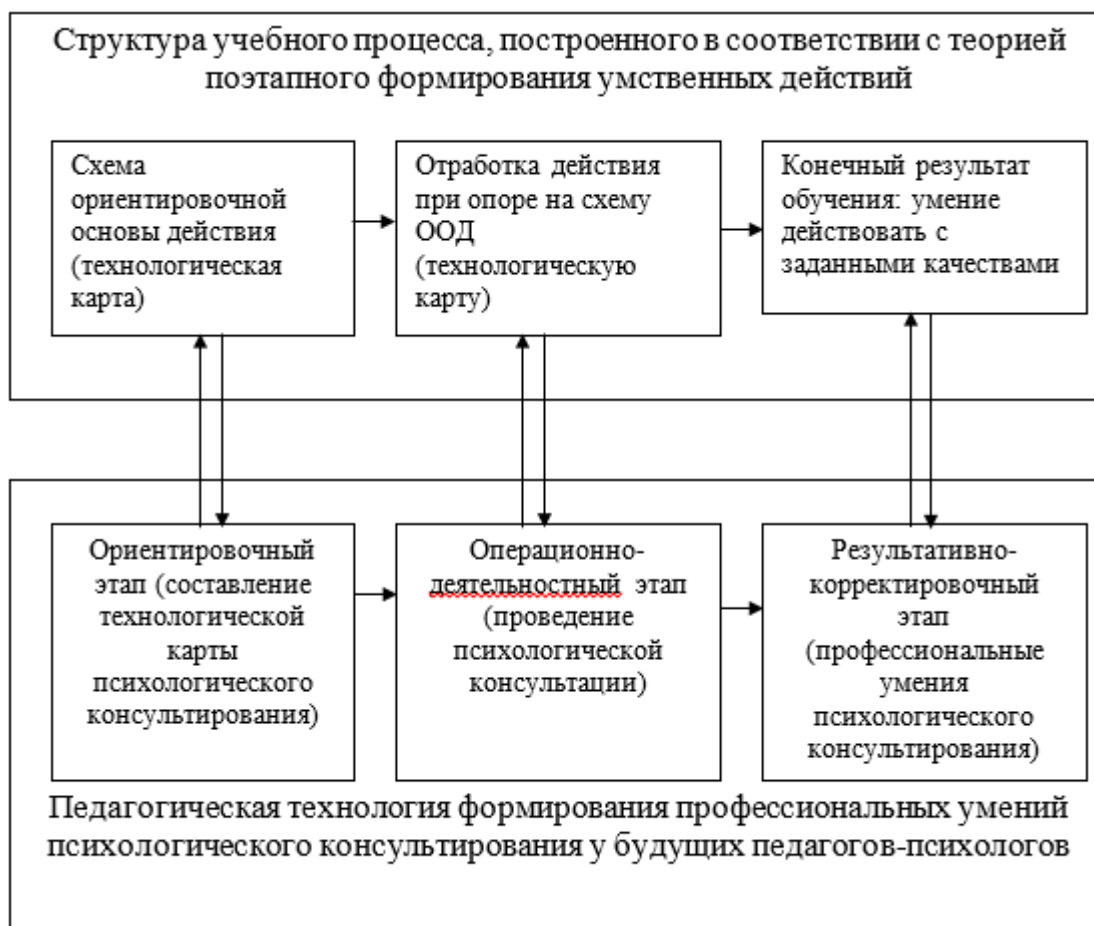 Структура учебного процесса, построенного в соответствии с теорией
поэтапного формирования умственных действий
Схема
ориентировочной
основы действия
(технологическая
карта)
Отработка действия
при опоре на схему
ООД
(технологическую
карту)
Конечный результат
обучения: умение
действовать с
заданными качествами
Ориентировочный
этап (составление
технологической
карты
психологического
консультирования)
Операционно-
деятельностный этап
(проведение
психологической
консультации)
Результативно-
корректировочный
этап
(профессиональные
умения
психологического
консультирования)
Педагогическая технология формирования профессиональных умений
психологического консультирования у будущих педагогов-психологов